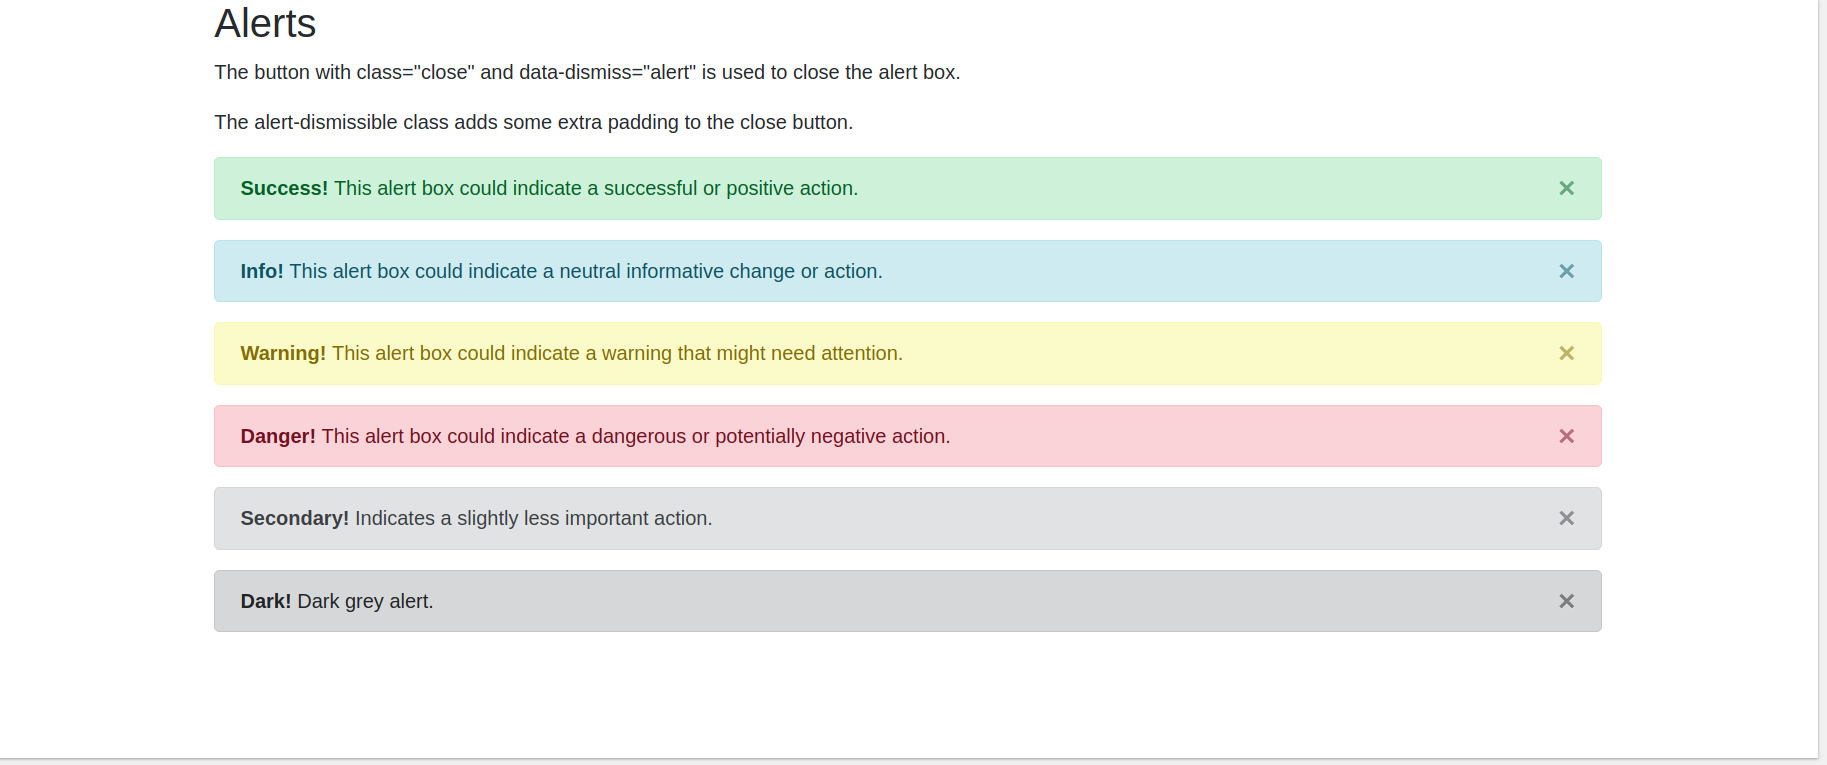 Alerts
The button with class="close" and data-dismiss="alert" is used to close the alert box.
The alert-dismissible class adds some extra padding to the close button.
Success! This alert box could indicate a successful or positive action. ×
Info! This alert box could indicate a neutral informative change or action. ×
Warning! This alert box could indicate a warning that might need attention. ×
Danger! This alert box could indicate a dangerous or potentially negative action. ×
Secondary! Indicates a slightly less important action. ×
Dark! Dark grey alert. ×